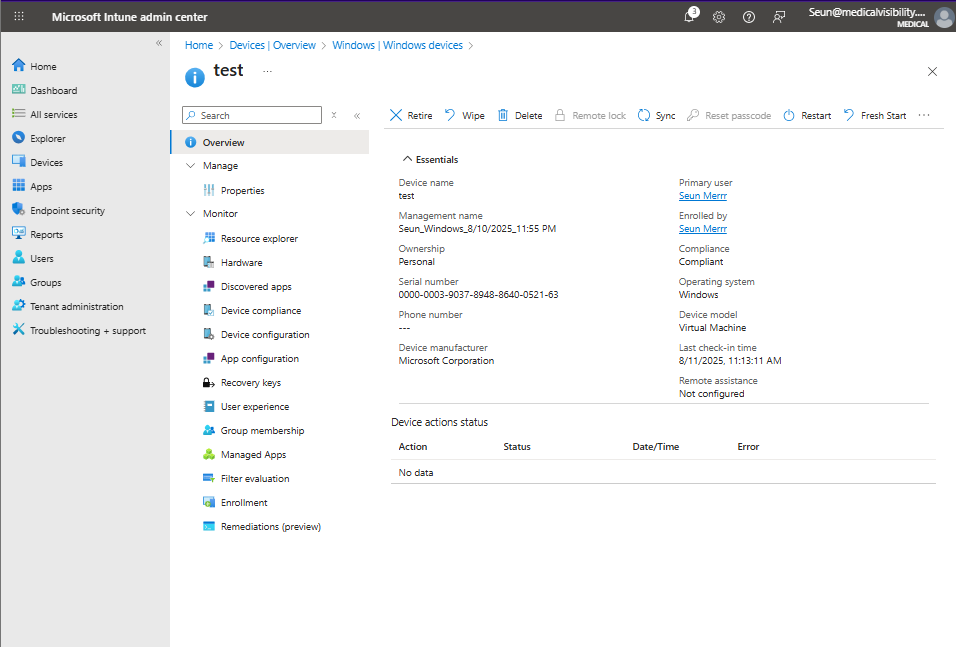 Microsoft Intune admin center
3
Seun@medicalvisibility....
MEDICAL
Home
Dashboard
All services
Explorer
Devices
Apps
Endpoint security
Reports
Users
Groups
Tenant administration
Troubleshooting + support
Home > Devices | Overview > Windows | Windows devices >
test ...
Search
Overview
Manage
Properties
Monitor
Resource explorer
Hardware
Discovered apps
Device compliance
Device configuration
App configuration
Recovery keys
User experience
Group membership
Managed Apps
Filter evaluation
Enrollment
Remediations (preview)
Retire Wipe Delete Remote lock Sync Reset passcode Restart Fresh Start ...
Essentials
Device name
test
Management name
Seun_Windows_8/10/2025_11:55 PM
Ownership
Personal
Serial number
0000-0003-9037-8948-8640-0521-63
Phone number
---
Device manufacturer
Microsoft Corporation
Primary user
Seun Merrr
Enrolled by
Seun Merrr
Compliance
Compliant
Operating system
Windows
Device model
Virtual Machine
Last check-in time
8/11/2025, 11:13:11 AM
Remote assistance
Not configured
Device actions status
Action Status Date/Time Error
No data